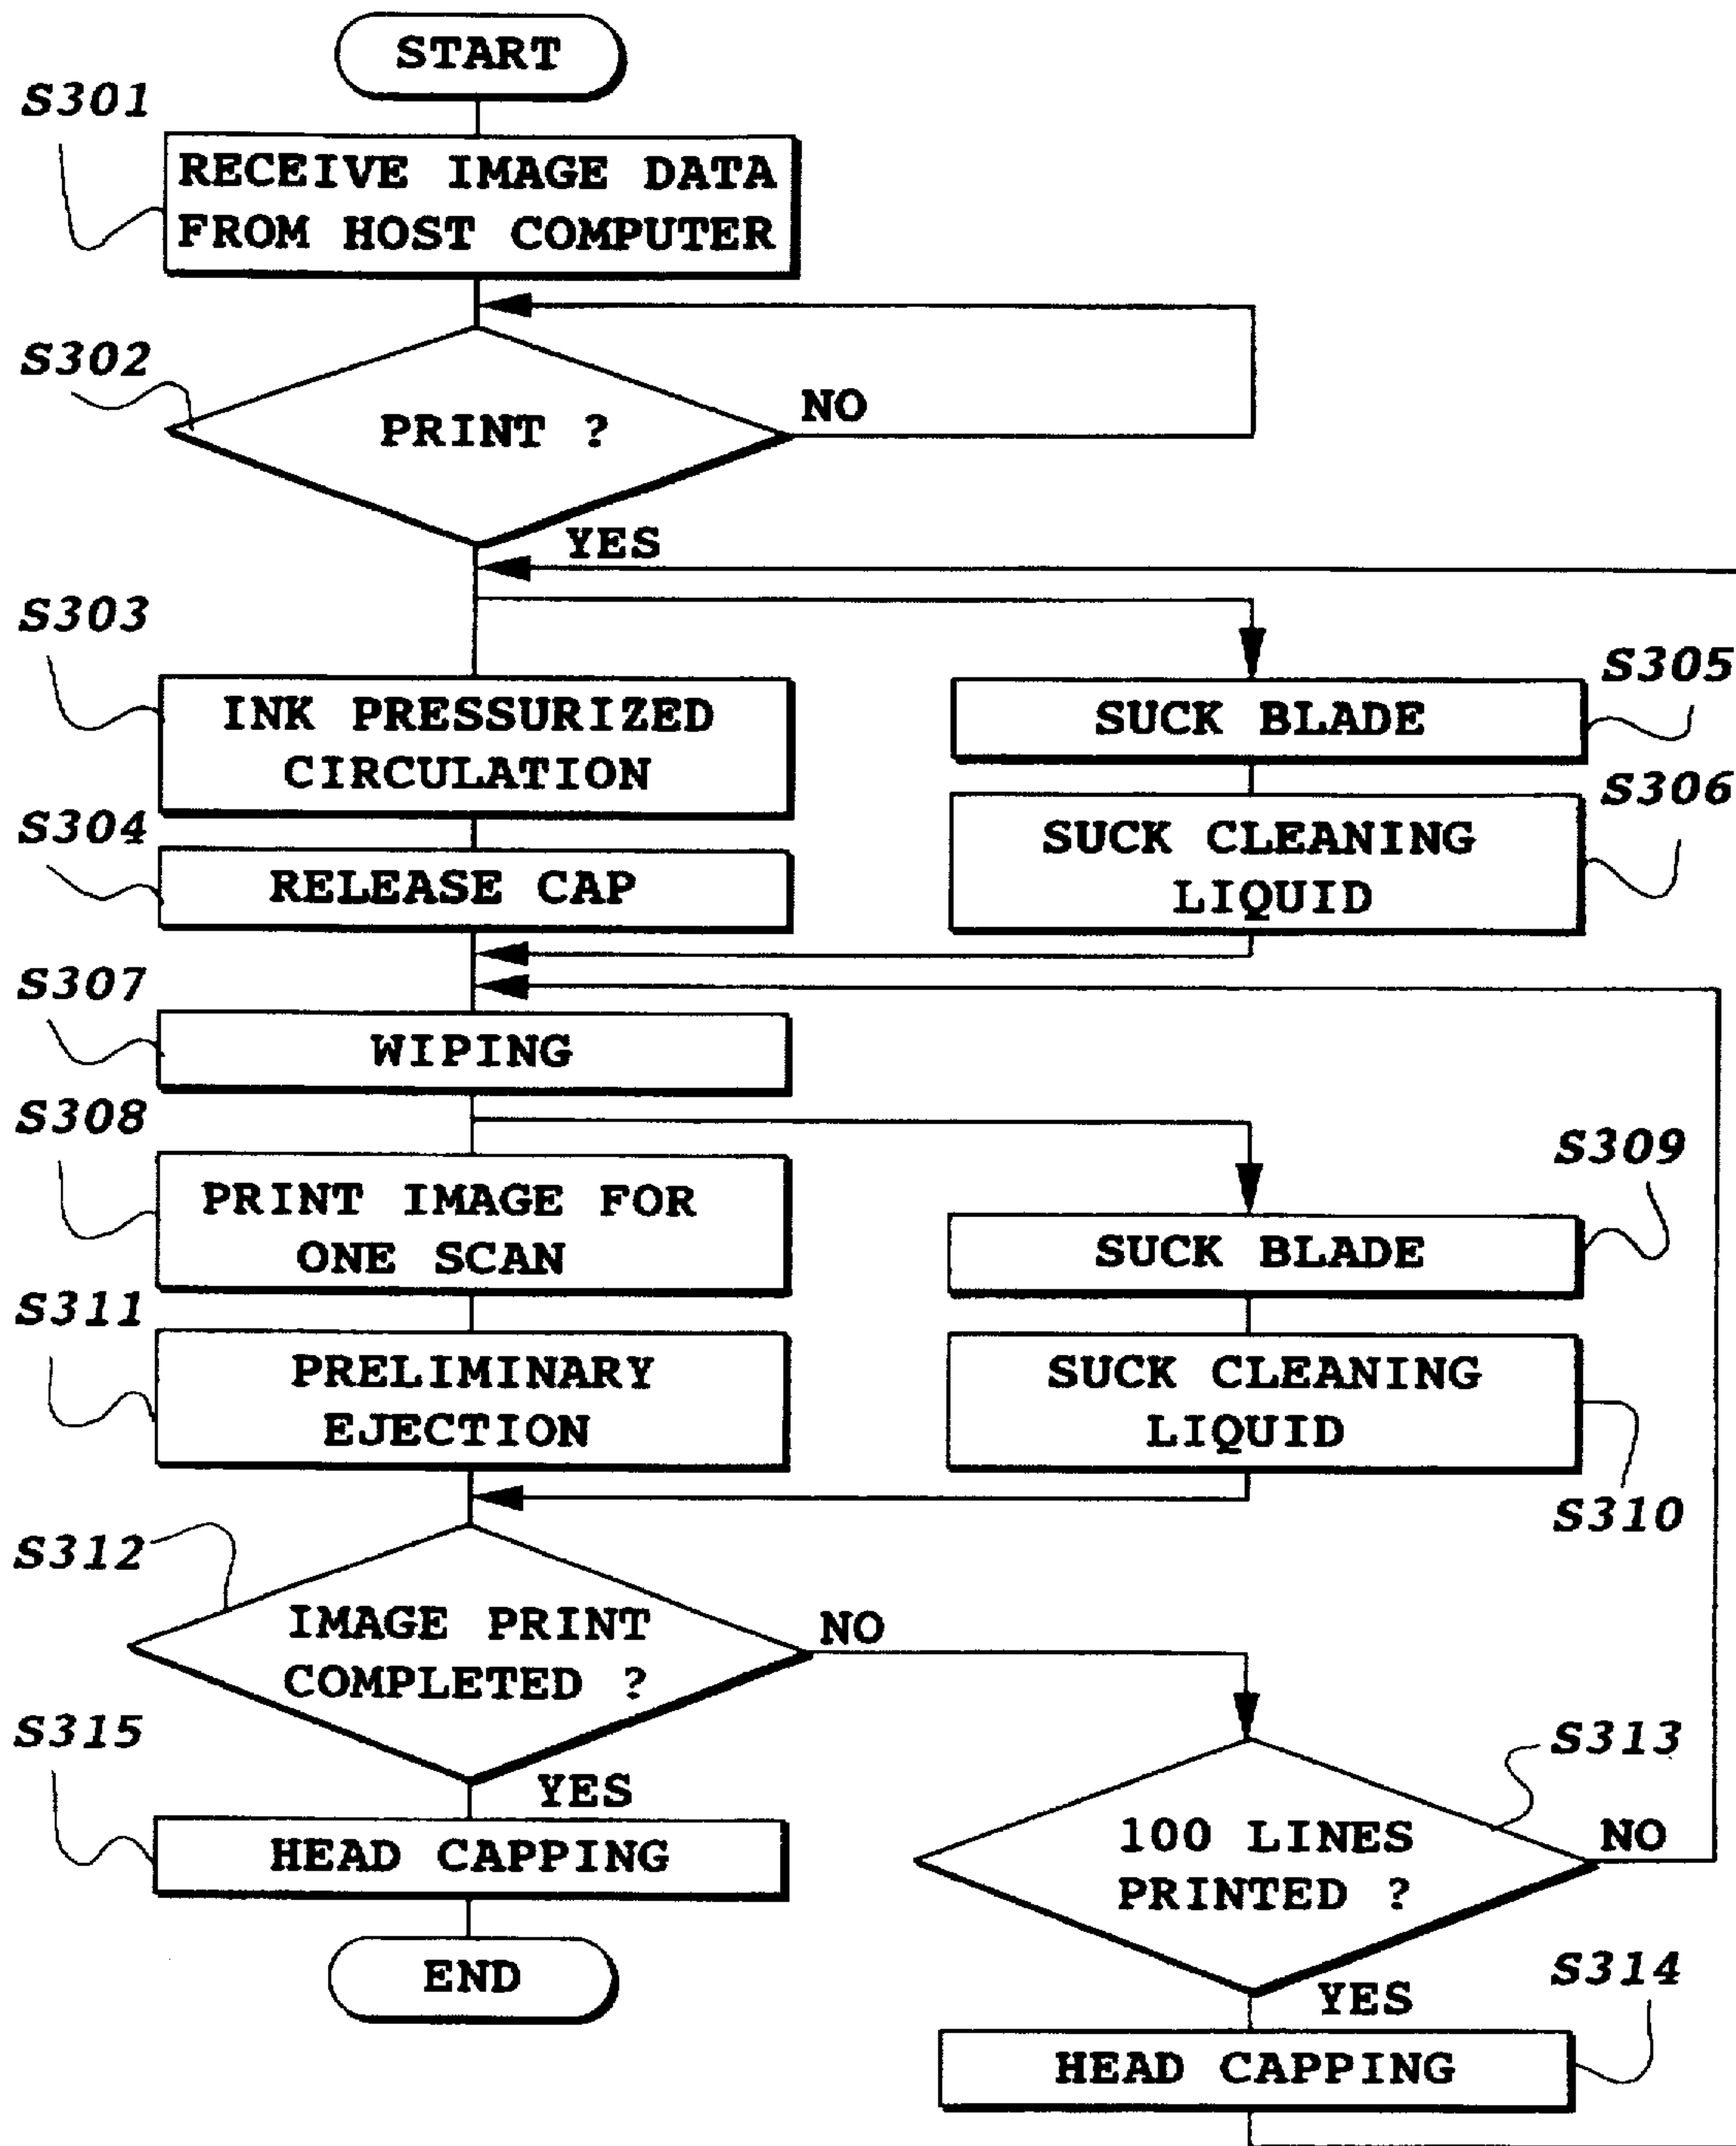 START
S301
RECEIVE IMAGE DATA
FROM HOST COMPUTER
S302
PRINT ?
NO
YES
S303
INK PRESSURIZED
CIRCULATION
S305
SUCK BLADE
S304
RELEASE CAP
S306
SUCK CLEANING
LIQUID
S307
WIPING
S308
PRINT IMAGE FOR
ONE SCAN
S309
SUCK BLADE
S311
PRELIMINARY
EJECTION
SUCK CLEANING
LIQUID
S310
S312
IMAGE PRINT
COMPLETED ?
NO
YES
S313
100 LINES
PRINTED ?
NO
YES
S315
HEAD CAPPING
END
S314
HEAD CAPPING